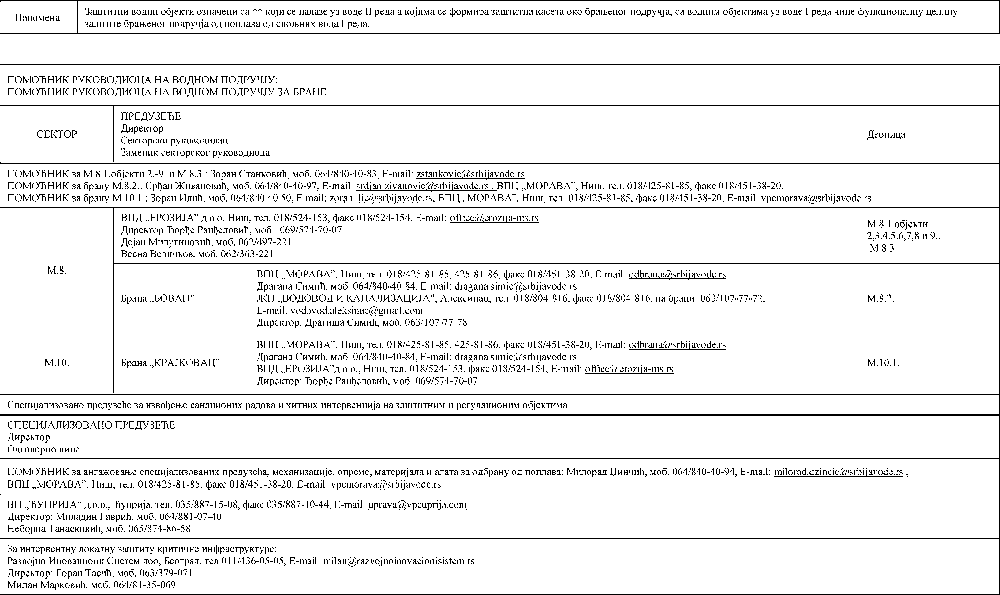 Напомена:
Заштитни водни објекти означени са ** који се налазе уз воде II реда а којима се формира заштитна касета око брањеног подручја, са водним објектима уз воде I реда чине функционалну целину
заштите брањеног подручја од поплава од спољних вода I реда.
ПОМОЋНИК РУКОВОДИОЦА НА ВОДНОМ ПОДРУЧЈУ:
ПОМОЋНИК РУКОВОДИОЦА НА ВОДНОМ ПОДРУЧЈУ ЗА БРАНЕ:
СЕКТОР
ПРЕДУЗЕЋЕ
Директор
Секторски руководилац
Заменик секторског руководиоца
Деоница
ПОМОЋНИК за М.8.1.објекти 2.-9. и М.8.3.: Зоран Станковић, моб. 064/840-40-83, E-mail: zstankovic@srbijavode.rs
ПОМОЋНИК за брану М.8.2.: Срђан Живановић, моб. 064/840-40-97, E-mail: srdjan.zivanovic@srbijavode.rs , ВПЦ „МОРАВА”, Ниш, тел. 018/425-81-85, факс 018/451-38-20,
ПОМОЋНИК за брану М.10.1.: Зоран Илић, моб. 064/840 40 50, E mail: zoran.ilic@srbijavode.rs, ВПЦ „МОРАВА”, Ниш, тел. 018/425-81-85, факс 018/451-38-20, E-mail: vpcmorava@srbijavode.rs
М.8.
ВПД „ЕРОЗИЈА” д.о.о. Ниш, тел. 018/524-153, факс 018/524-154, E-mail: office@erozija-nis.rs
Директор:Ђорђе Ранђеловић, моб. 069/574-70-07
Дејан Милутиновић, моб. 062/497-221
Весна Величков, моб. 062/363-221
М.8.1.објекти
2,3,4,5,6,7,8 и 9.,
М.8.3.
Брана „БОВАН”
ВПЦ „МОРАВА”, Ниш, тел. 018/425-81-85, 425-81-86, факс 018/451-38-20, E-mail: odbrana@srbijavode.rs
Драгана Симић, моб. 064/840-40-84, E-mail: dragana.simic@srbijavode.rs
ЈКП „ВОДОВОД И КАНАЛИЗАЦИЈА”, Алексинац, тел. 018/804-816, факс 018/804-816, на брани: 063/107-77-72,
E-mail: vodovod.aleksinac@gmail.com
Директор: Драгиша Симић, моб. 063/107-77-78
М.8.2.
М.10.
Брана „КРАЈКОВАЦ”
ВПЦ „МОРАВА”, Ниш, тел. 018/425-81-85, 425-81-86, факс 018/451-38-20, E-mail: odbrana@srbijavode.rs
Драгана Симић, моб. 064/840-40-84, E-mail: dragana.simic@srbijavode.rs
ВПД „ЕРОЗИЈА”д.о.о., Ниш, тел. 018/524-153, факс 018/524-154, E-mail: office@erozija-nis.rs
Директор: Ђорђе Ранђеловић, моб. 069/574-70-07
М.10.1.
Специјализовано предузеће за извођење санационих радова и хитних интервенција на заштитним и регулационим објектима
СПЕЦИЈАЛИЗОВАНО ПРЕДУЗЕЋЕ
Директор
Одговорно лице
ПОМОЋНИК за ангажовање специјализованих предузећа, механизације, опреме, материјала и алата за одбрану од поплава: Милорад Џинчић, моб. 064/840-40-94, E-mail: milorad.dzincic@srbijavode.rs ,
ВПЦ „МОРАВА”, Ниш, тел. 018/425-81-85, факс 018/451-38-20, E-mail: vpcmorava@srbijavode.rs
ВП „ЋУПРИЈА” д.о.о., Ћуприја, тел. 035/887-15-08, факс 035/887-10-44, E-mail: uprava@vpcuprija.com
Директор: Миладин Гаврић, моб. 064/881-07-40
Небојша Танасковић, моб. 065/874-86-58
За интервентну локалну заштиту критичне инфраструктуре:
Развојно Иновациони Систем доо, Београд, тел.011/436-05-05, E-mail: milan@razvojnoinovacionisistem.rs
Директор: Горан Тасић, моб. 063/379-071
Милан Марковић, моб. 064/81-35-069